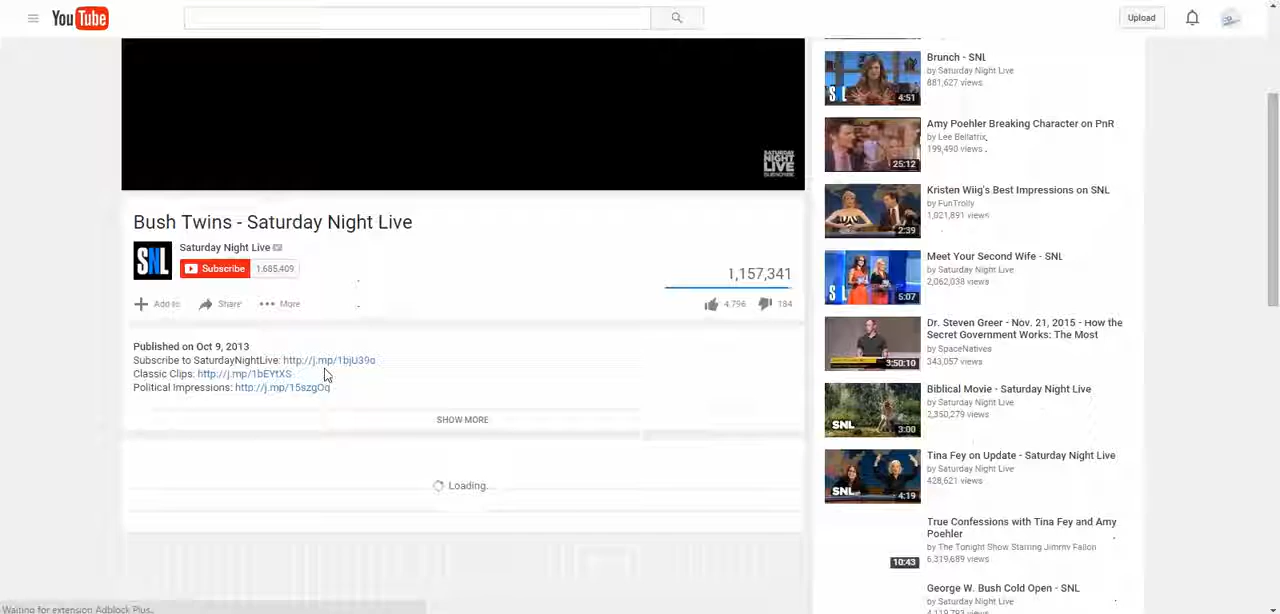 YouTube
Upload
SATURDAY
NIGHT
LIVE
Bush Twins - Saturday Night Live
SNL
Saturday Night Live
Subscribe 1,685,409
1,157,341
Add to Share More
4,796 184
Published on Oct 9, 2013
Subscribe to SaturdayNightLive: http://j.mp/1bjU39q
Classic Clips: http://j.mp/1bEYtXS
Political Impressions: http://j.mp/15szgOq
SHOW MORE
Loading...
Brunch - SNL
by Saturday Night Live
881,627 views
4:51
Amy Poehler Breaking Character on PnR
by Lee Bellatrix
199,490 views
25:12
Kristen Wiig's Best Impressions on SNL
by FunTrolly
1,021,891 views
2:39
Meet Your Second Wife - SNL
by Saturday Night Live
2,062,038 views
5:07
Dr. Steven Greer - Nov. 21, 2015 - How the
Secret Government Works: The Most
by SpaceNatives
343,057 views
3:50:10
Biblical Movie - Saturday Night Live
by Saturday Night Live
2,350,279 views
SNL
3:00
Tina Fey on Update - Saturday Night Live
by Saturday Night Live
428,621 views
SNL
4:19
True Confessions with Tina Fey and Amy
Poehler
by The Tonight Show Starring Jimmy Fallon
6,319,689 views
10:43
George W. Bush Cold Open - SNL
by Saturday Night Live
Waiting for extension Adblock Plus...